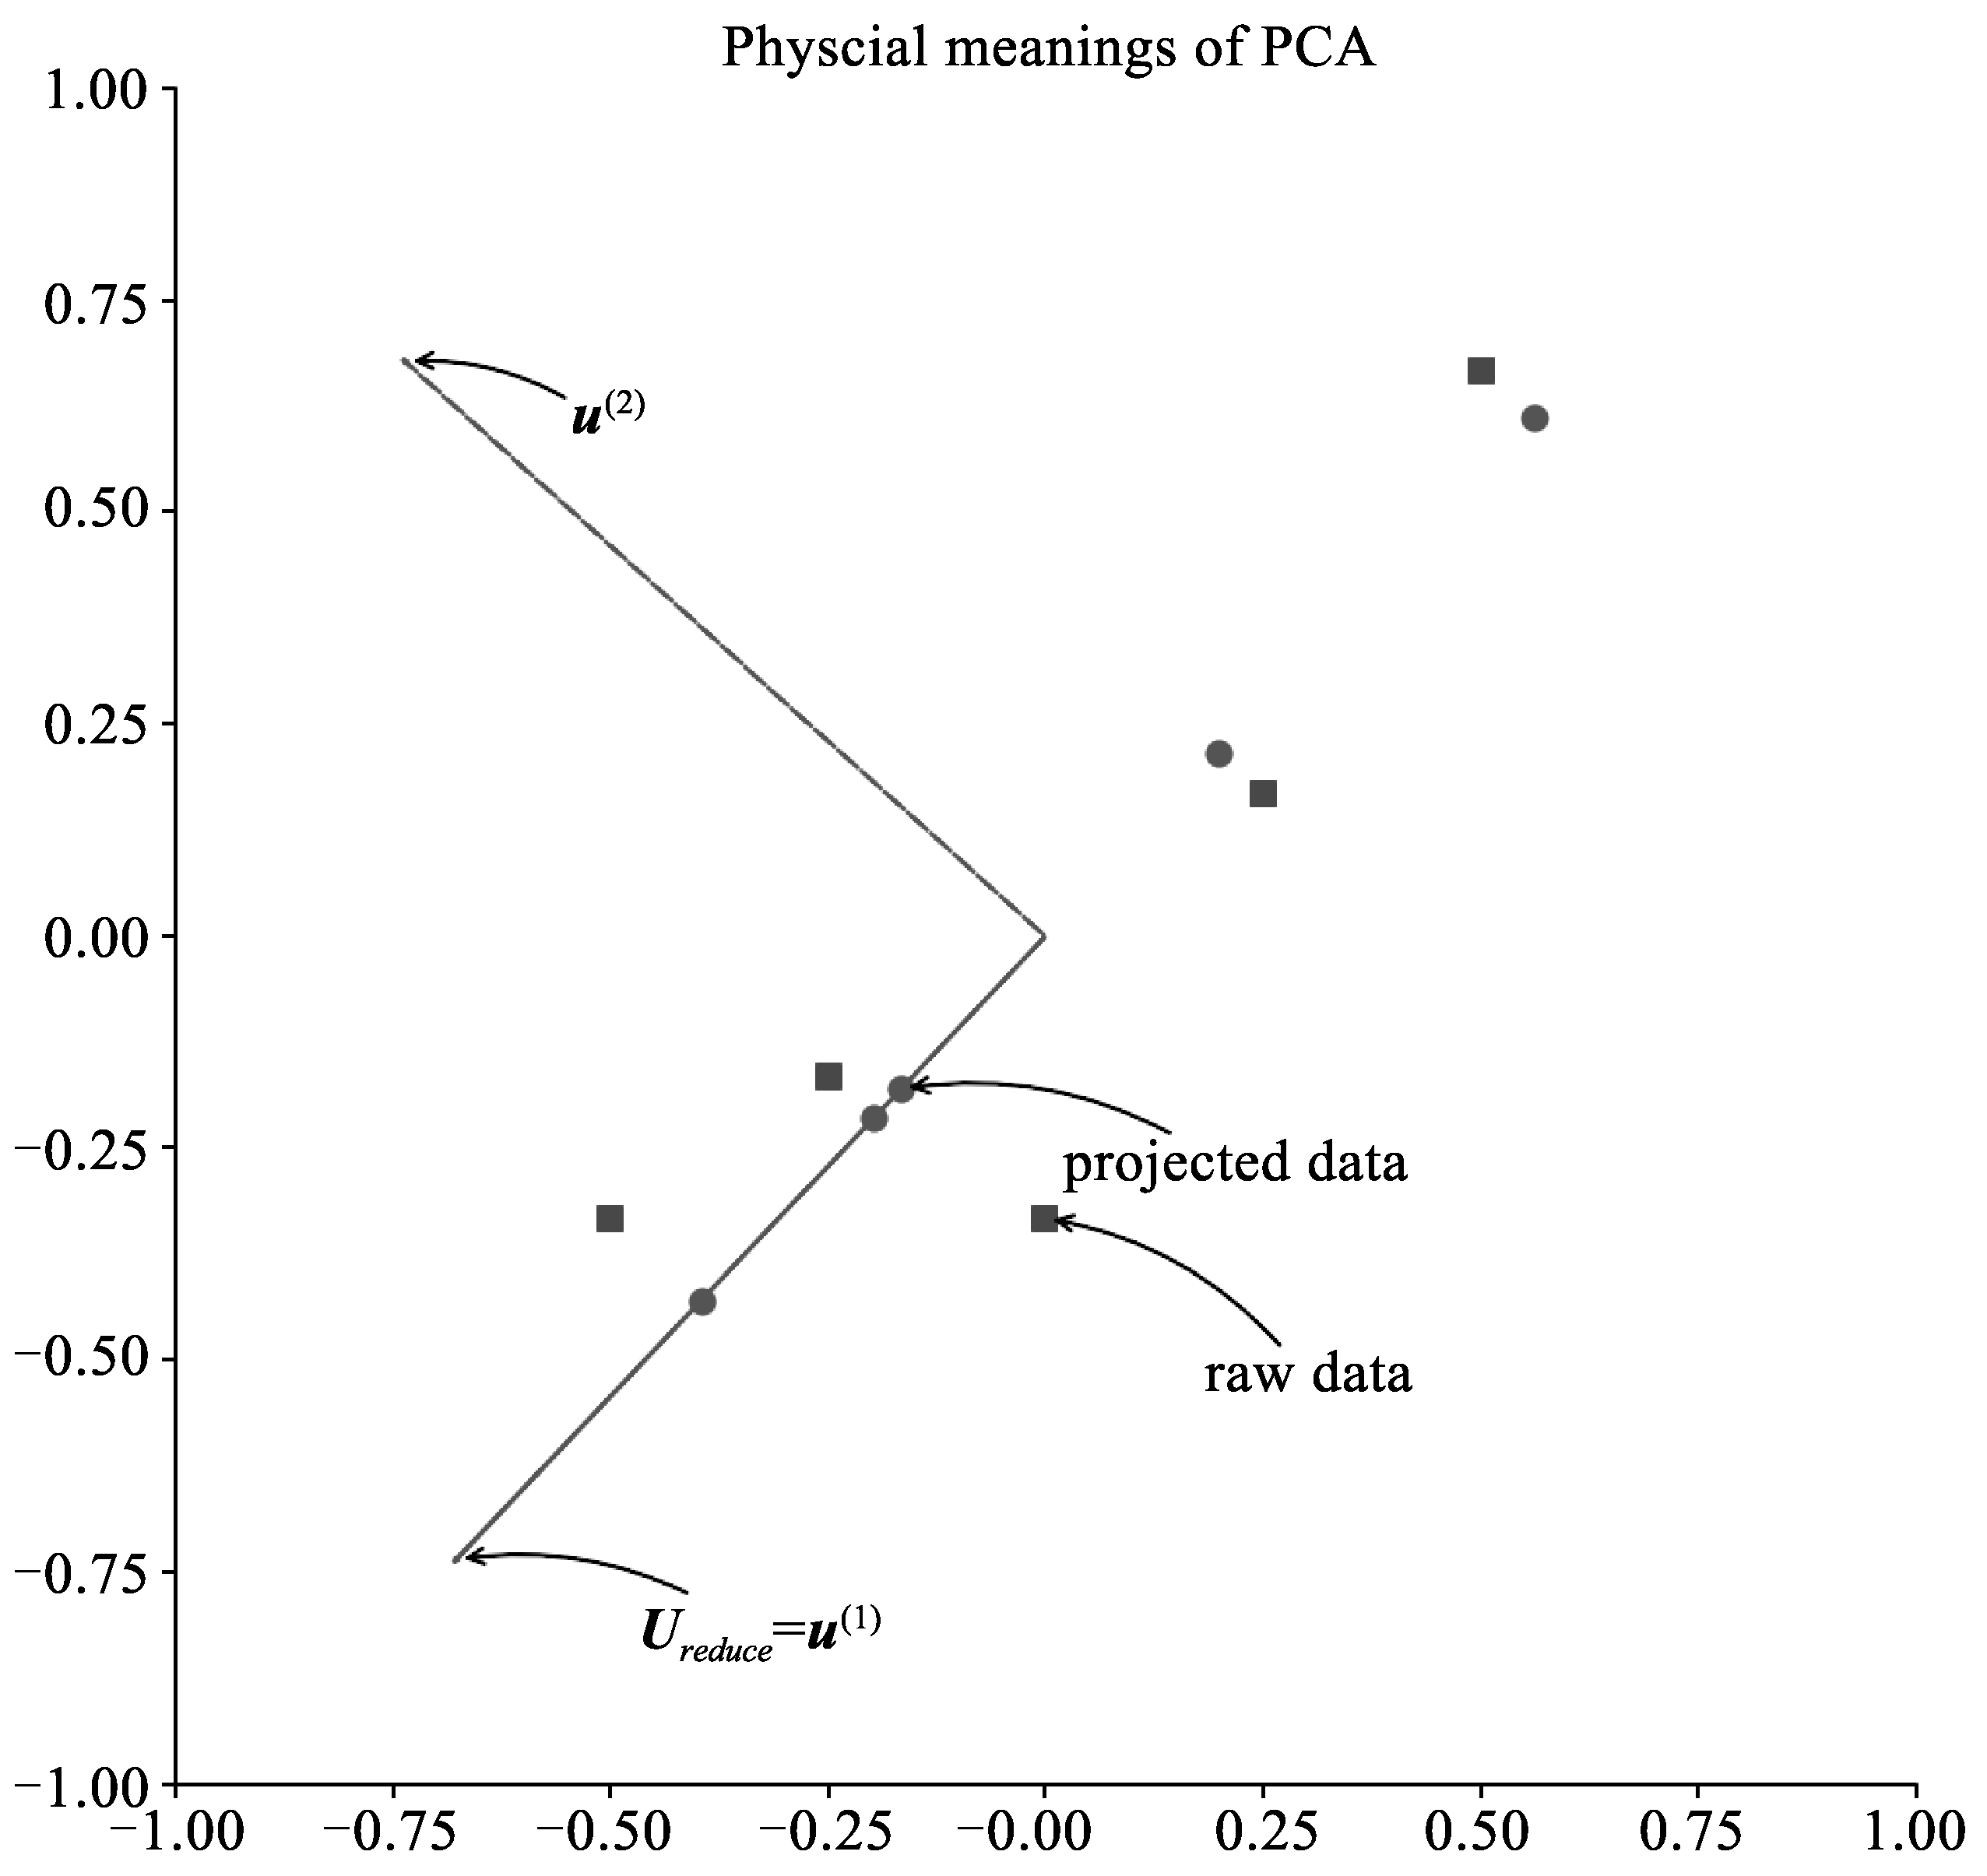 Physcial meanings of PCA
1.00
0.75
u(2)
0.50
0.25
0.00
−0.25
projected data
−0.50
raw data
−0.75
Ureduce=u(1)
−1.00
−1.00 −0.75 −0.50 −0.25 −0.00 0.25 0.50 0.75 1.00